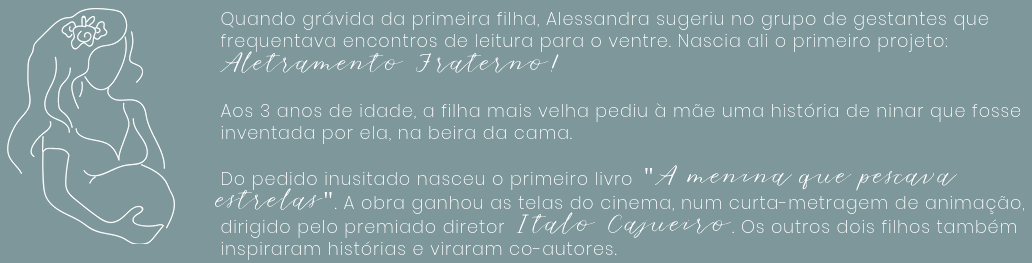 Quando grávida da primeira filha, Alessandra sugeriu no grupo de gestantes que
frequentava encontros de leitura para o ventre. Nascia ali o primeiro projeto:
Aletramento Fraterno!
Aos 3 anos de idade, a filha mais velha pediu à mãe uma história de ninar que fosse
inventada por ela, na beira da cama.
Do pedido inusitado nasceu o primeiro livro "A menina que pescava
estrelas". A obra ganhou as telas do cinema, num curta-metragem de animação,
dirigido pelo premiado diretor Italo Cajueiro. Os outros dois filhos também
inspiraram histórias e viraram co-autores.